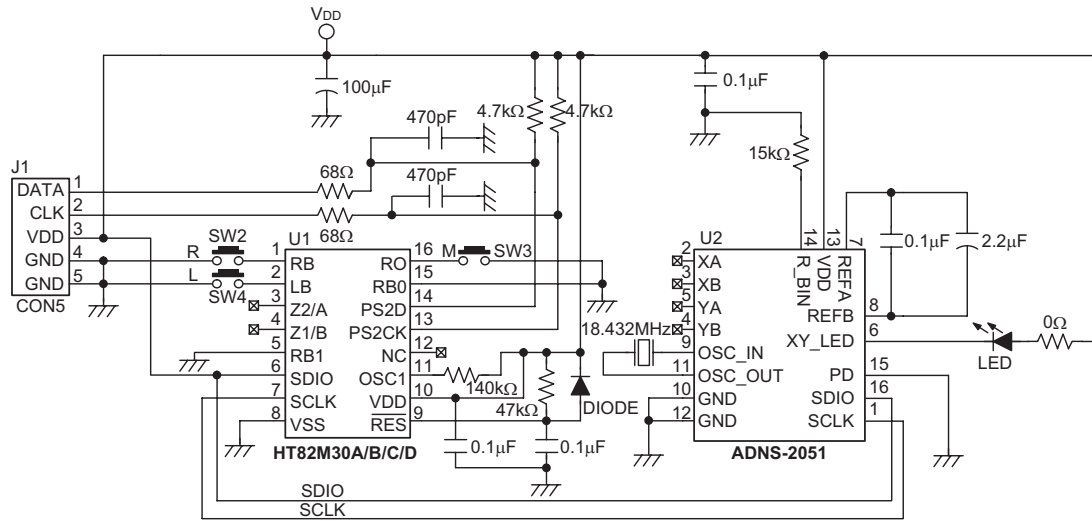 VDD
100µF
0.1µF
4.7kΩ
4.7kΩ
470pF
15kΩ
J1
DATA
1
68Ω
470pF
CLK
2
VDD
3
68Ω
GND
4
GND
5
CON5
R
SW2
L
SW4
U1
1
RB
2
LB
3
Z2/A
4
Z1/B
5
RB1
6
SDIO
7
SCLK
8
VSS
RO
16
RB0
15
PS2D
14
PS2CK
13
NC
12
OSC1
11
VDD
10
RES
9
HT82M30A/B/C/D
M
SW3
140kΩ
47kΩ
DIODE
0.1µF
0.1µF
18.432MHz
U2
14
R_BIN
13
VDD
7
REFA
2
XA
3
XB
5
YA
4
YB
9
OSC_IN
11
OSC_OUT
10
GND
12
GND
REFB
8
XY_LED
6
PD
15
SDIO
16
SCLK
1
ADNS-2051
0.1µF
2.2µF
LED
0Ω
SDIO
SCLK